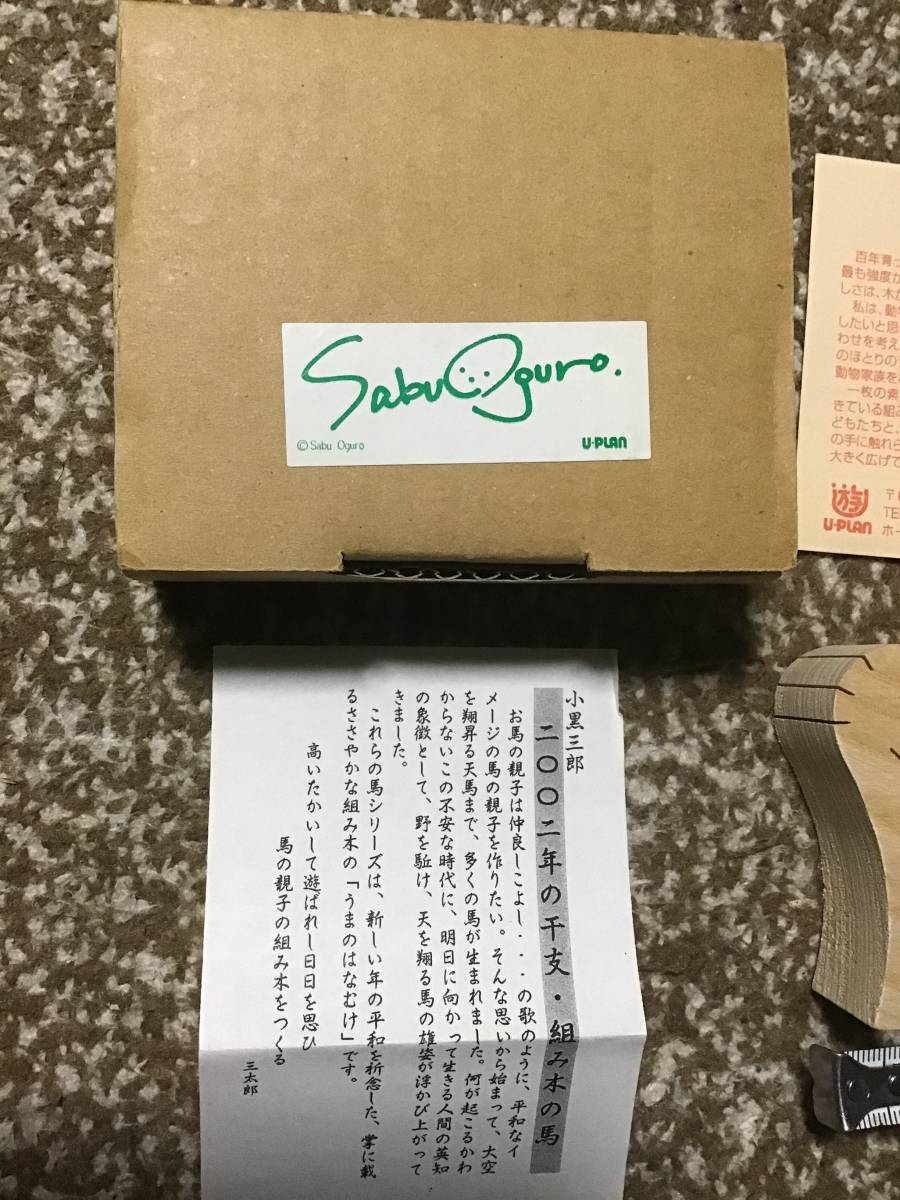 Sabu Oguro.
© Sabu Oguro
U-PLAN
百年育っ
最も強度が
しさは、木が
私は、動物
したいと思
わせを考え
のほとりの
動物家族を
一枚の素
きている組み
どもたちと、
の手に触れら
大きく広げて
遊
U-PLAN
〒
TE
ホー
小黒三郎
二〇〇二年の干支・組み木の馬
お馬の親子は仲良しこよし・・・の歌のように、平和なイ
メージの馬の親子を作りたい。そんな思いから始まって、大空
を翔昇る天馬まで、多くの馬が生まれました。何が起こるかわ
からないこの不安な時代に、明日に向かって生きる人間の英知
の象徴として、野を駈け、天を翔る馬の雄姿が浮かび上がって
きました。
これらの馬シリーズは、新しい年の平和を祈念した、掌に載
るささやかな組み木の「うまのはなむけ」です。
高いたかいして遊ばれし日日を思ひ
馬の親子の組み木をつくる
三太郎